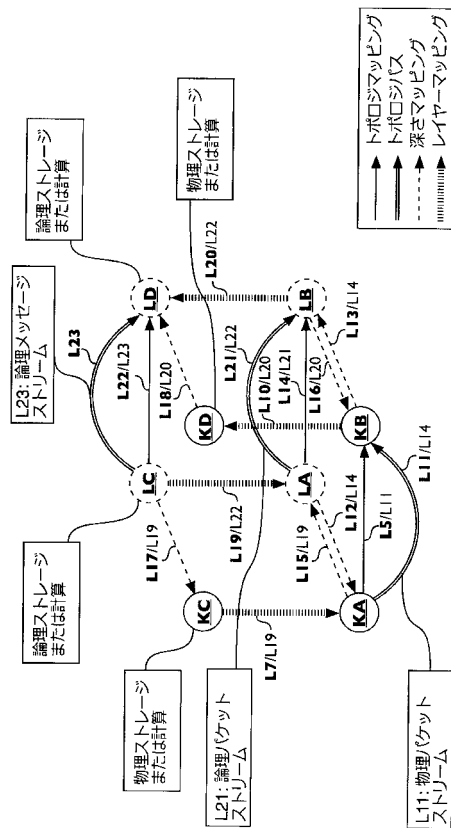 論理ストレージ
または計算
L23: 論理メッセージ
ストリーム
論理ストレージ
または計算
物理ストレージ
または計算
物理ストレージ
または計算
L23
LC
L22/L23
LD
L17/L19
L18/L20
KC
KD
L19/L22
L20/L22
L21/L22
L10/L20
L7/L19
LA
L14/L21
LB
L15/L19
L12/L14
L16/L20
L13/L14
KA
L5/L11
KB
L11/L14
L21: 論理パケット
ストリーム
L11: 物理パケット
ストリーム
トポロジマッピング
トポロジパス
深さマッピング
レイヤーマッピング